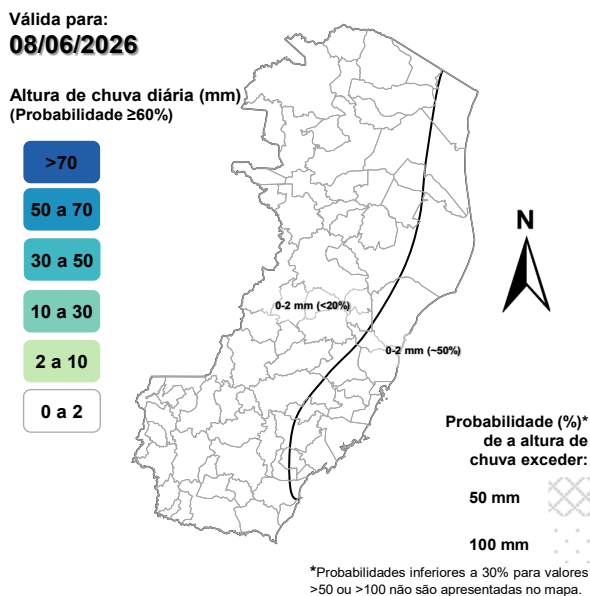 Válida para:
08/06/2026
Altura de chuva diária (mm)
(Probabilidade ≥60%)
>70
50 a 70
30 a 50
10 a 30
2 a 10
0 a 2
N
0-2 mm (<20%)
0-2 mm (~50%)
Probabilidade (%)*
de a altura de
chuva exceder:
50 mm
100 mm
*Probabilidades inferiores a 30% para valores
>50 ou >100 não são apresentadas no mapa.